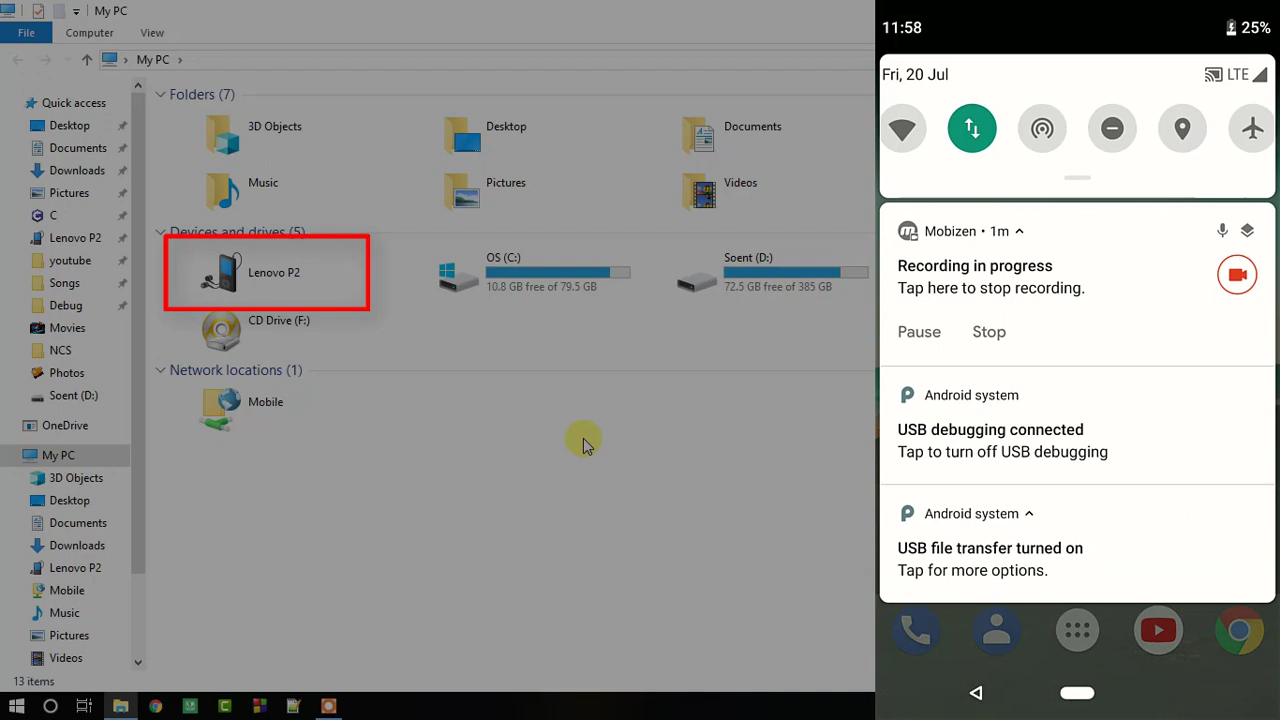 My PC
File
Computer
View
My PC
Quick access
Desktop
Documents
Downloads
Pictures
C
Lenovo P2
youtube
Songs
Debug
Movies
NCS
Photos
Soent (D:)
OneDrive
My PC
3D Objects
Desktop
Documents
Downloads
Lenovo P2
Mobile
Music
Pictures
Videos
13 items
Folders (7)
3D Objects
Desktop
Documents
Music
Pictures
Videos
Devices and drives (5)
Lenovo P2
OS (C:)
10.8 GB free of 79.5 GB
Soent (D:)
72.5 GB free of 385 GB
CD Drive (F:)
Network locations (1)
Mobile
11:58
25%
Fri, 20 Jul
LTE
Mobizen • 1m
Recording in progress
Tap here to stop recording.
Pause
Stop
Android system
USB debugging connected
Tap to turn off USB debugging
Android system
USB file transfer turned on
Tap for more options.